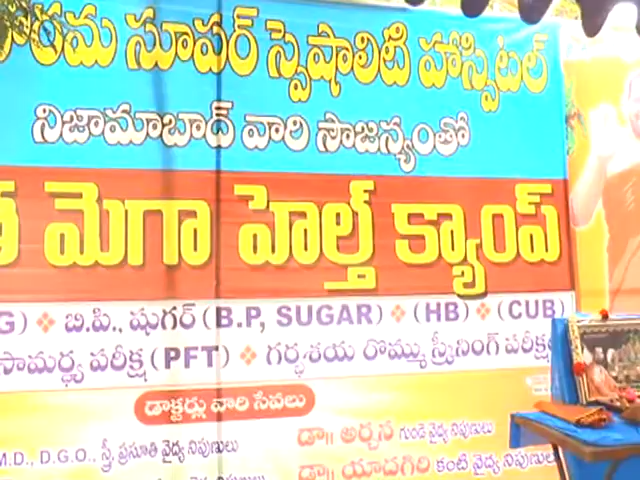 సూపర్ స్పెషాలిటి హాస్పిటల్
నిజామాబాద్ వారి సౌజన్యంతో
మెగా హెల్త్ క్యాంప్
G) ❖ బి.పి., షుగర్ (B.P, SUGAR) ❖ (HB) ❖ (CUB)
సామర్థ్య పరీక్ష (PFT) ❖ గర్భశయ రొమ్ము స్క్రీనింగ్ పరీక్ష
డాక్టర్లు వారి సేవలు
M.D., D.G.O., స్త్రీ, ప్రసూతి వైద్య నిపుణులు
డా॥ అర్చన గుండె వైద్య నిపుణులు
డా॥ యాదగిరి కంటి వైద్య నిపుణులు